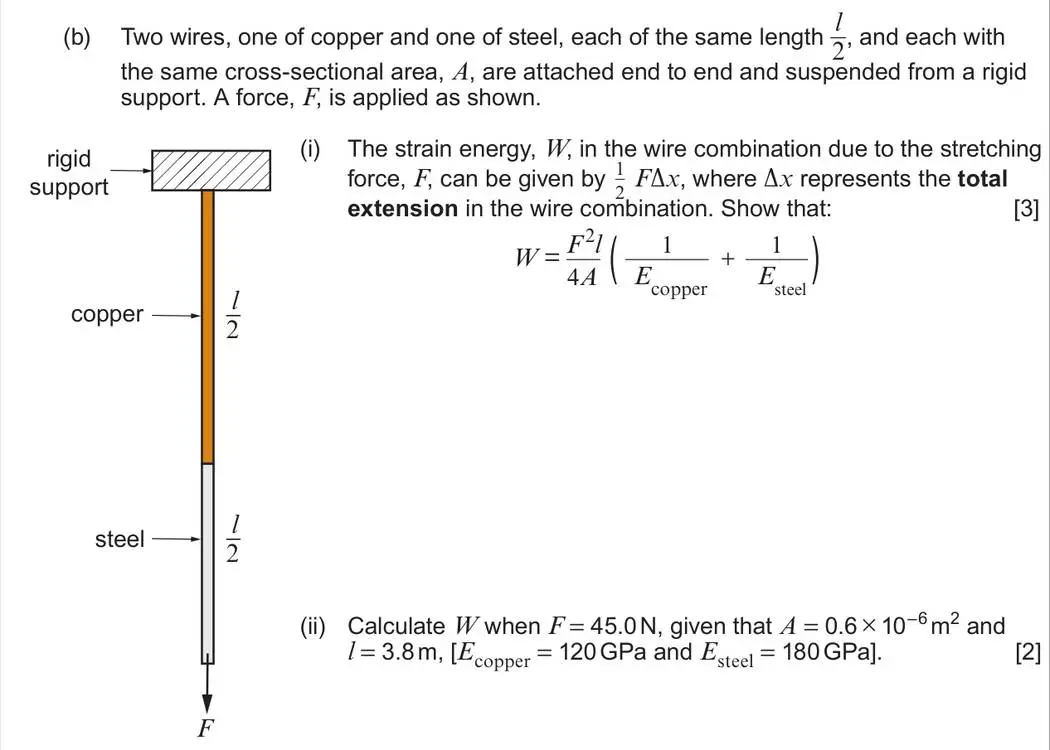 (b) Two wires, one of copper and one of steel, each of the same length l/2, and each with
the same cross-sectional area, A, are attached end to end and suspended from a rigid
support. A force, F, is applied as shown.
rigid
support
(i) The strain energy, W, in the wire combination due to the stretching
force, F, can be given by 1/2 FΔx, where Δx represents the total
extension in the wire combination. Show that: [3]
W = F²l/4A (1/E_copper + 1/E_steel)
copper
l/2
steel
l/2
(ii) Calculate W when F = 45.0 N, given that A = 0.6 × 10⁻⁶ m² and
l = 3.8 m, [E_copper = 120 GPa and E_steel = 180 GPa]. [2]
F